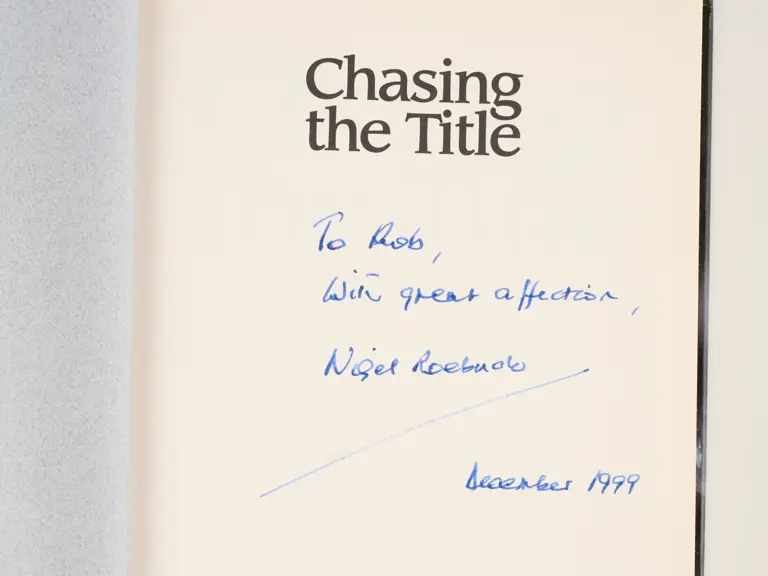 Chasing
the Title
To Rob,
With great affection,
Nigel Roebuck
December 1999